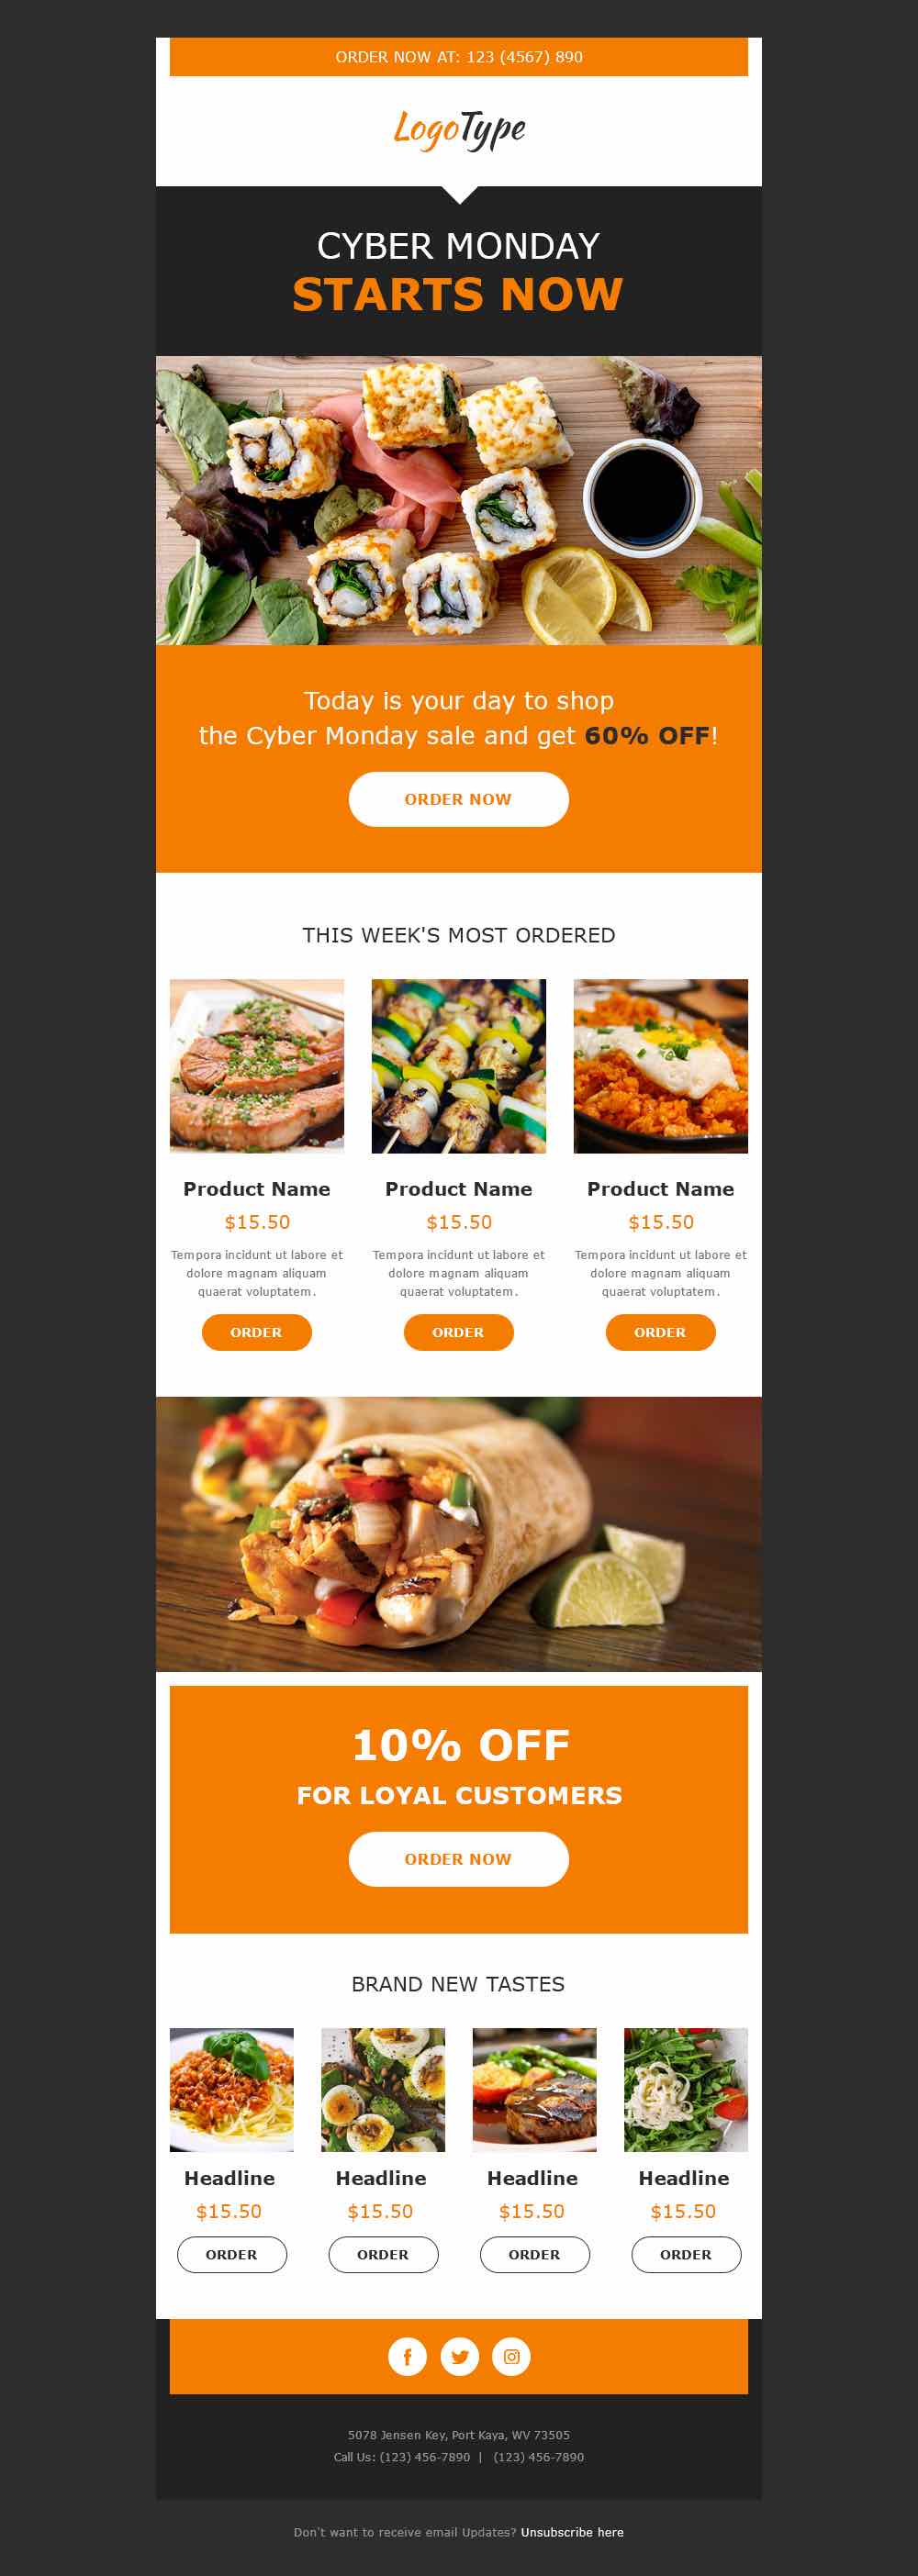 ORDER NOW AT: 123 (4567) 890
LogoType
CYBER MONDAY
STARTS NOW
Today is your day to shop
the Cyber Monday sale and get 60% OFF!
ORDER NOW
THIS WEEK'S MOST ORDERED
Product Name
$15.50
Tempora incidunt ut labore et
dolore magnam aliquam
quaerat voluptatem.
ORDER
Product Name
$15.50
Tempora incidunt ut labore et
dolore magnam aliquam
quaerat voluptatem.
ORDER
Product Name
$15.50
Tempora incidunt ut labore et
dolore magnam aliquam
quaerat voluptatem.
ORDER
10% OFF
FOR LOYAL CUSTOMERS
ORDER NOW
BRAND NEW TASTES
Headline
$15.50
ORDER
Headline
$15.50
ORDER
Headline
$15.50
ORDER
Headline
$15.50
ORDER
5078 Jensen Key, Port Kaya, WV 73505
Call Us: (123) 456-7890 | (123) 456-7890
Don't want to receive email Updates? Unsubscribe here